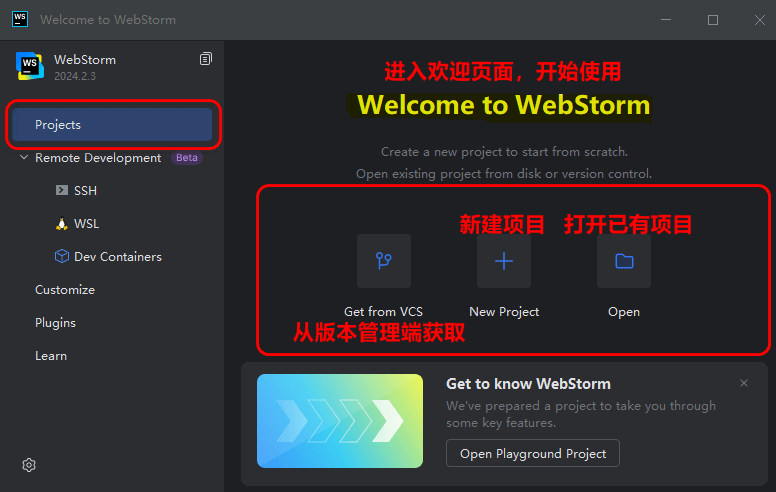 Welcome to WebStorm
WebStorm
2024.2.3
Projects
Remote Development Beta
SSH
WSL
Dev Containers
Customize
Plugins
Learn
进入欢迎页面，开始使用
Welcome to WebStorm
Create a new project to start from scratch.
Open existing project from disk or version control.
新建项目 打开已有项目
Get from VCS New Project Open
从版本管理端获取
Get to know WebStorm
We've prepared a project to take you through
some key features.
Open Playground Project
WS
WS